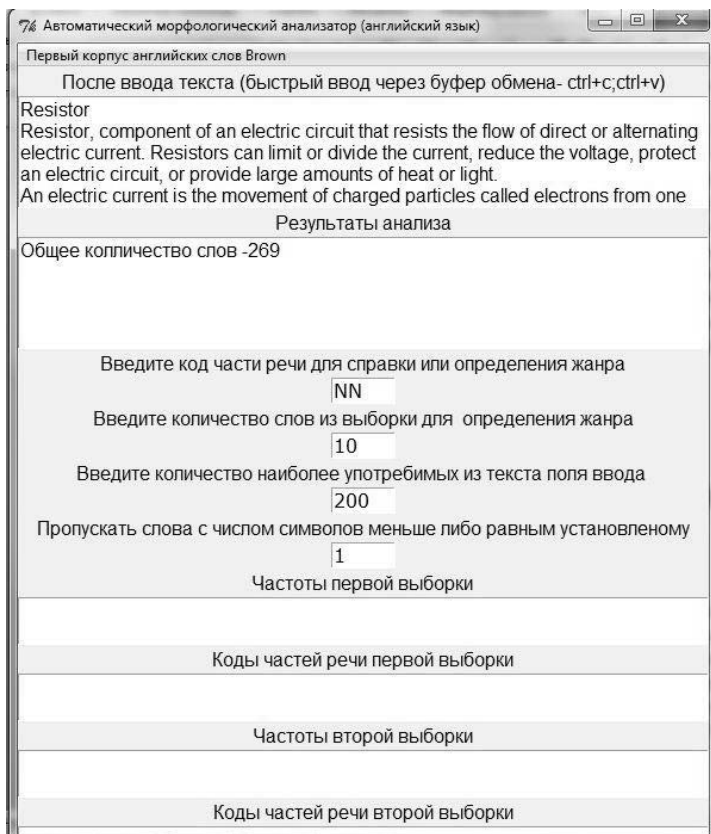 Автоматический морфологический анализатор (английский язык)
Первый корпус английских слов Brown
После ввода текста (быстрый ввод через буфер обмена- ctrl+c;ctrl+v)
Resistor
Resistor, component of an electric circuit that resists the flow of direct or alternating
electric current. Resistors can limit or divide the current, reduce the voltage, protect
an electric circuit, or provide large amounts of heat or light.
An electric current is the movement of charged particles called electrons from one
Результаты анализа
Общее колличество слов -269
Введите код части речи для справки или определения жанра
NN
Введите количество слов из выборки для определения жанра
10
Введите количество наиболее употребимых из текста поля ввода
200
Пропускать слова с числом символов меньше либо равным установленому
1
Частоты первой выборки
Коды частей речи первой выборки
Частоты второй выборки
Коды частей речи второй выборки